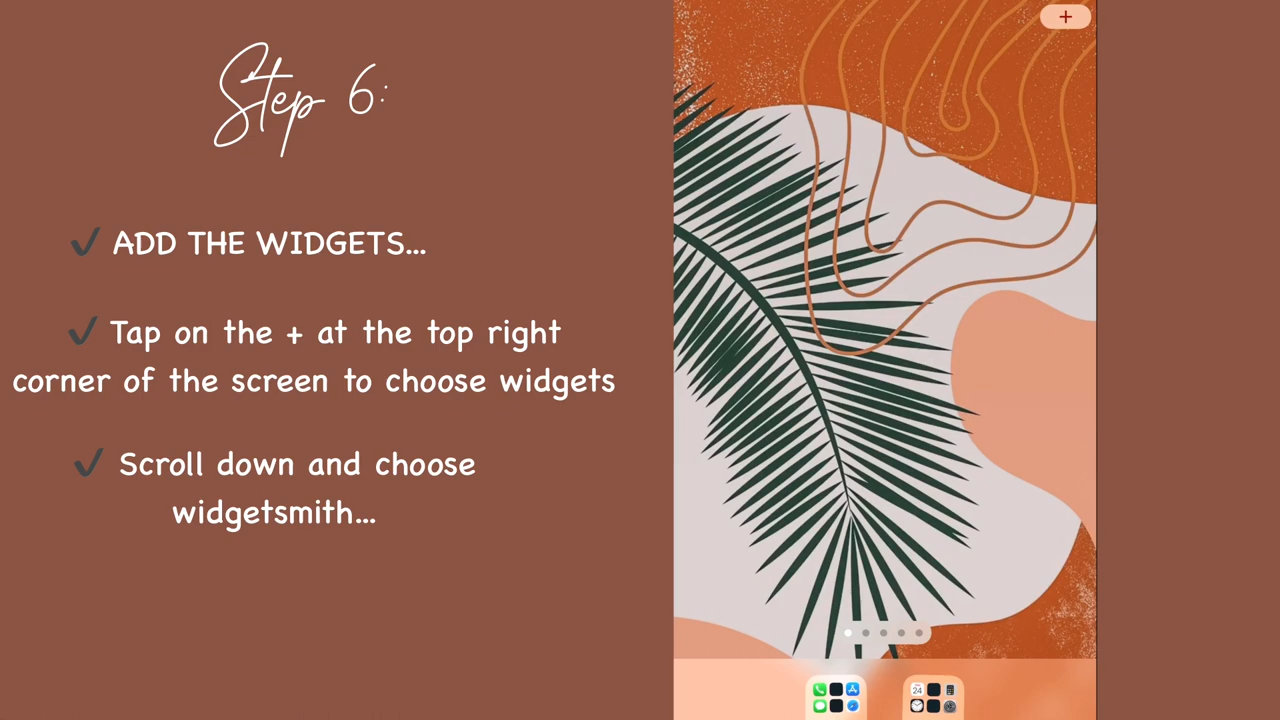 Step 6:
✔ ADD THE WIDGETS...
✔ Tap on the + at the top right
corner of the screen to choose widgets
✔ Scroll down and choose
widgetsmith...
+
24